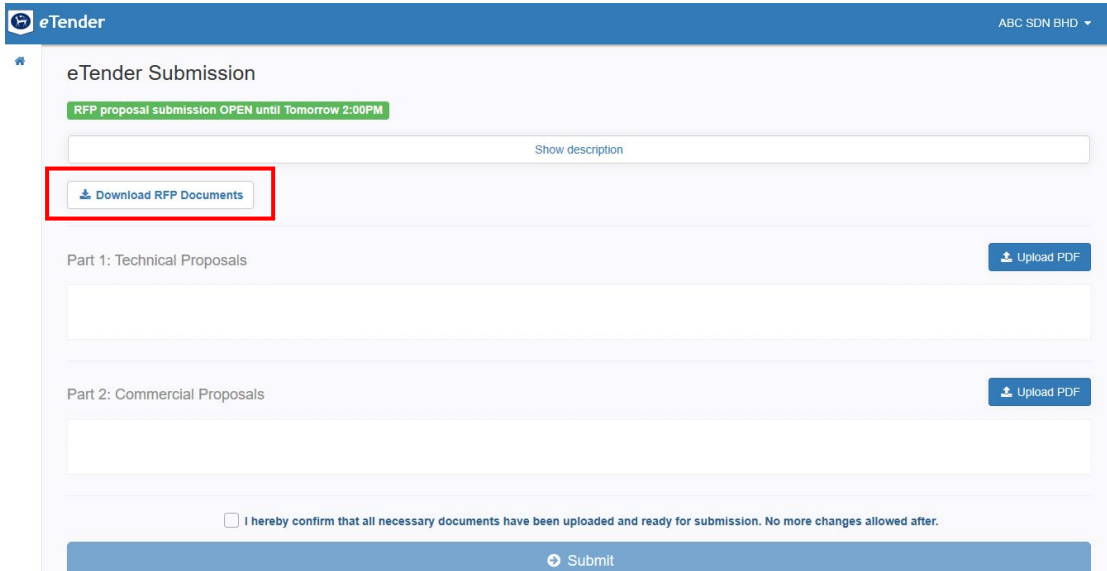 eTender
ABC SDN BHD
eTender Submission
RFP proposal submission OPEN until Tomorrow 2:00PM
Show description
Download RFP Documents
Part 1: Technical Proposals
Upload PDF
Part 2: Commercial Proposals
Upload PDF
I hereby confirm that all necessary documents have been uploaded and ready for submission. No more changes allowed after.
Submit